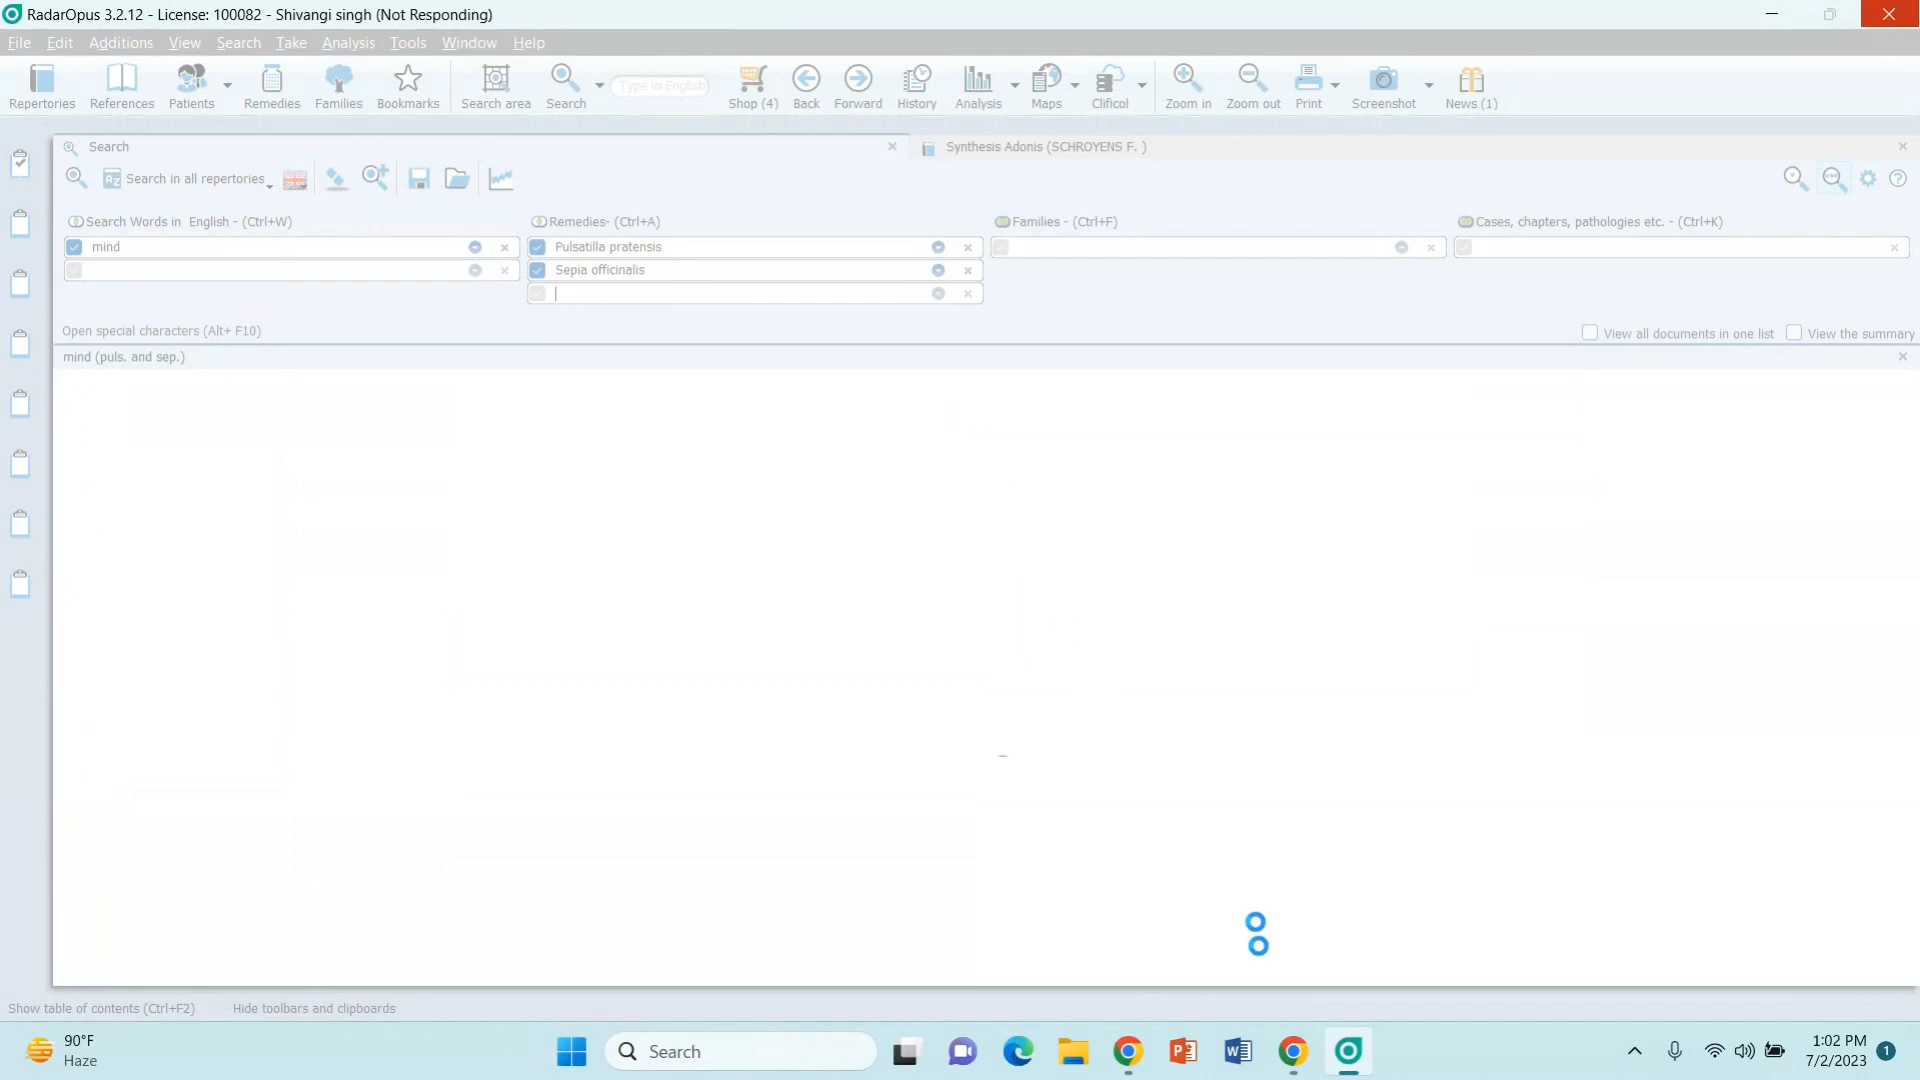 RadarOpus 3.2.12 - License: 100082 - Shivangi singh (Not Responding)
File Edit Additions View Search Take Analysis Tools Window Help
Repertories References Patients Remedies Families Bookmarks Search area Search Type in English Shop (4) Back Forward History Analysis Maps Clificol Zoom in Zoom out Print Screenshot News (1)
Search Synthesis Adonis (SCHROYENS F. )
AZ Search in all repertories
Search Words in English - (Ctrl+W) Remedies- (Ctrl+A) Families - (Ctrl+F) Cases, chapters, pathologies etc. - (Ctrl+K)
mind Pulsatilla pratensis
Sepia officinalis
Open special characters (Alt+ F10) View all documents in one list View the summary
mind (puls. and sep.)
Show table of contents (Ctrl+F2) Hide toolbars and clipboards
90°F
Haze
Search
1:02 PM
7/2/2023
1